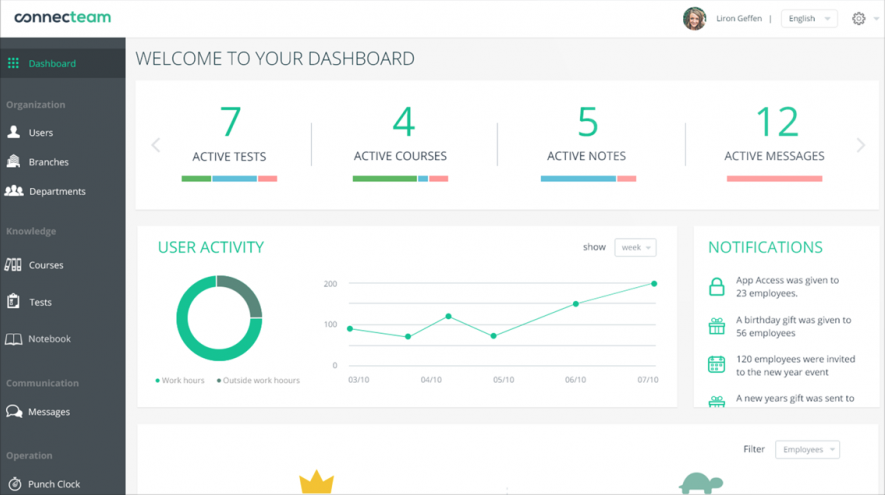 connecteam
Liron Geffen | English
Dashboard
Organization
Users
Branches
Departments
Knowledge
Courses
Tests
Notebook
Communication
Messages
Operation
Punch Clock
WELCOME TO YOUR DASHBOARD
7
ACTIVE TESTS
4
ACTIVE COURSES
5
ACTIVE NOTES
12
ACTIVE MESSAGES
USER ACTIVITY
show week
Work hours Outside work hoours
200
100
0
03/10 04/10 05/10 06/10 07/10
NOTIFICATIONS
App Access was given to
23 employees.
A birthday gift was given to
56 employees
120 employees were invited
to the new year event
A new years gift was sent to
Filter Employees